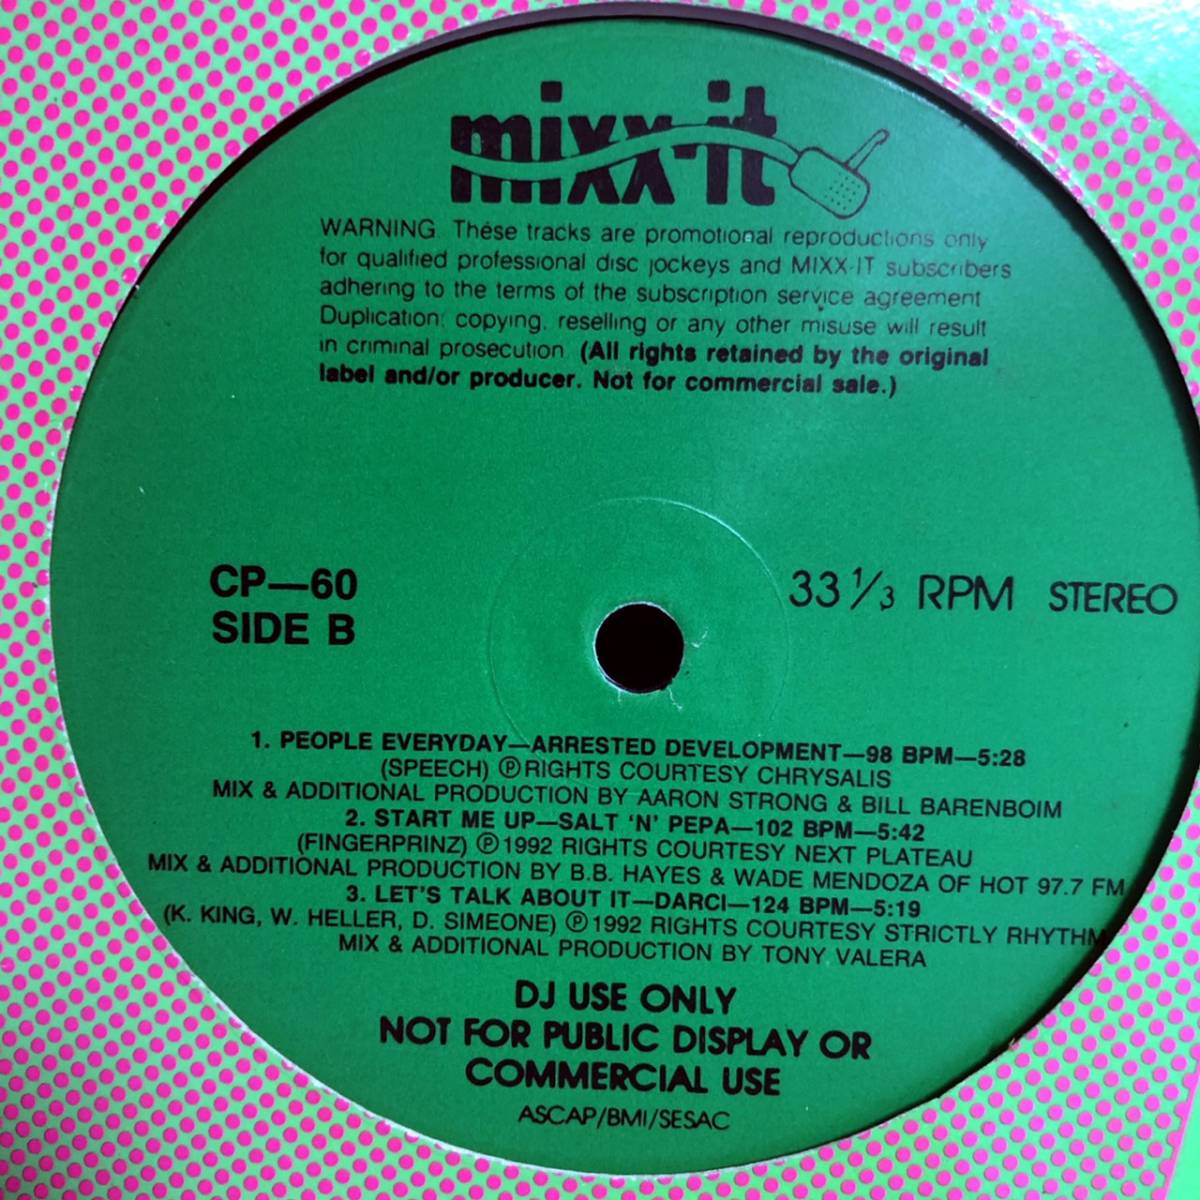 mixx-it
WARNING. These tracks are promotional reproductions only
for qualified professional disc jockeys and MIXX-IT subscribers
adhering to the terms of the subscription service agreement
Duplication, copying, reselling or any other misuse will result
in criminal prosecution (All rights retained by the original
label and/or producer. Not for commercial sale.)
CP—60
SIDE B
33 1/3 RPM STEREO
1. PEOPLE EVERYDAY—ARRESTED DEVELOPMENT—98 BPM—5:28
(SPEECH) ℗RIGHTS COURTESY CHRYSALIS
MIX & ADDITIONAL PRODUCTION BY AARON STRONG & BILL BARENBOIM
2. START ME UP—SALT 'N' PEPA—102 BPM—5:42
(FINGERPRINZ) ℗1992 RIGHTS COURTESY NEXT PLATEAU
MIX & ADDITIONAL PRODUCTION BY B.B. HAYES & WADE MENDOZA OF HOT 97.7 FM
3. LET'S TALK ABOUT IT—DARCI—124 BPM—5:19
(K. KING, W. HELLER, D. SIMEONE) ℗1992 RIGHTS COURTESY STRICTLY RHYTHM
MIX & ADDITIONAL PRODUCTION BY TONY VALERA
DJ USE ONLY
NOT FOR PUBLIC DISPLAY OR
COMMERCIAL USE
ASCAP/BMI/SESAC